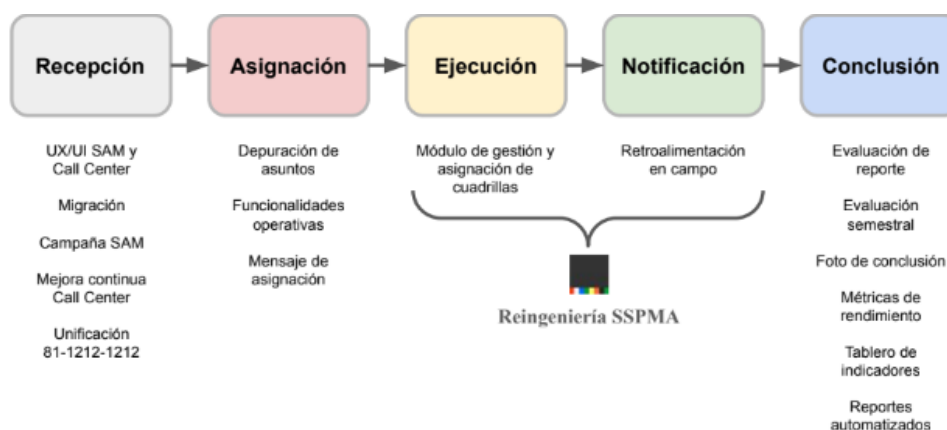 Recepción
Asignación
Ejecución
Notificación
Conclusión
UX/UI SAM y
Call Center
Migración
Campaña SAM
Mejora continua
Call Center
Unificación
81-1212-1212
Depuración de
asuntos
Funcionalidades
operativas
Mensaje de
asignación
Módulo de gestión y
asignación de
cuadrillas
Retroalimentación
en campo
Reingeniería SSPMA
Evaluación de
reporte
Evaluación
semestral
Foto de conclusión
Métricas de
rendimiento
Tablero de
indicadores
Reportes
automatizados